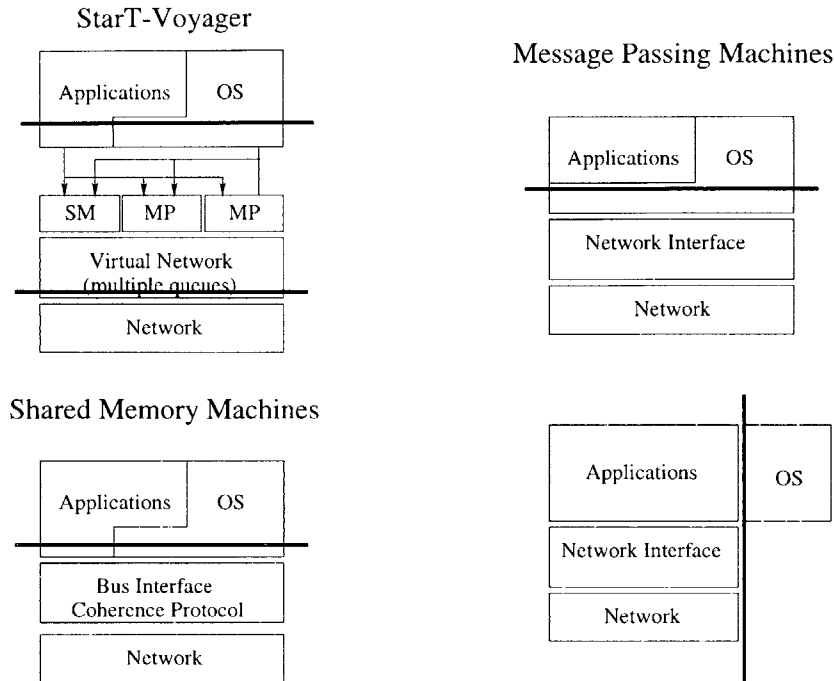 StarT-Voyager
Applications
OS
SM
MP
MP
Virtual Network
(multiple queues)
Network
Message Passing Machines
Applications
OS
Network Interface
Network
Shared Memory Machines
Applications
OS
Bus Interface
Coherence Protocol
Network
Applications
OS
Network Interface
Network